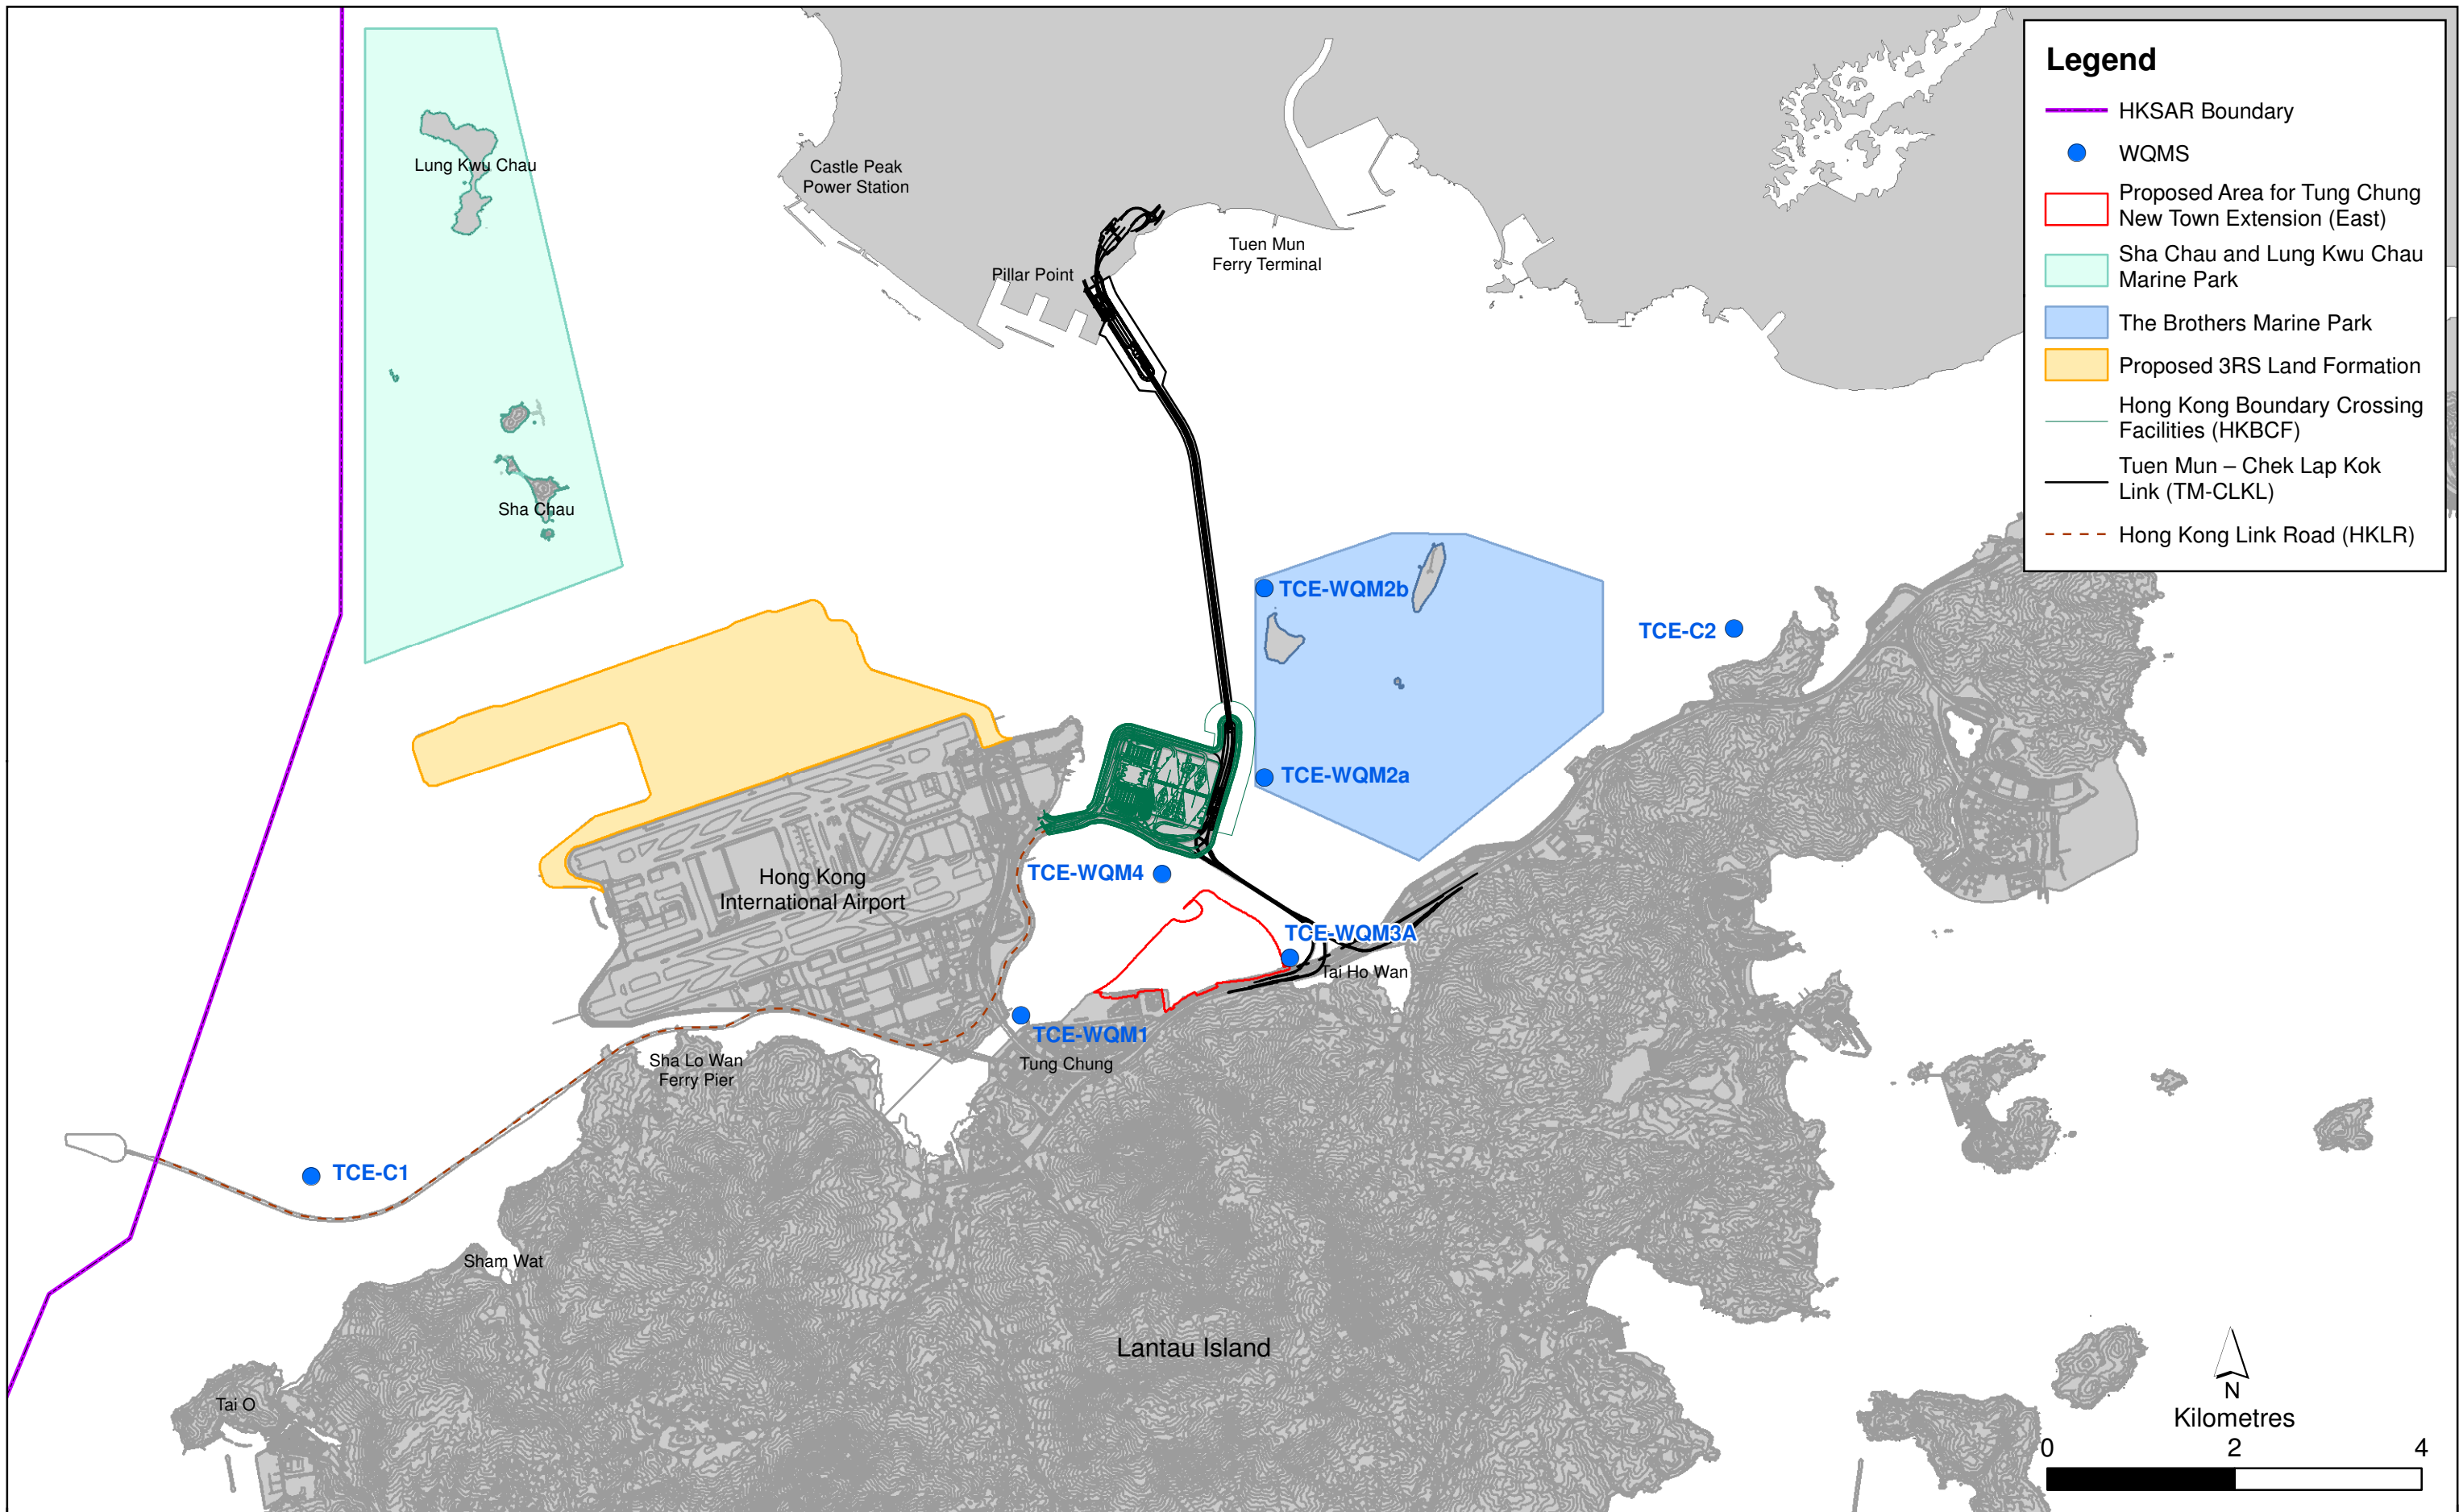 Legend
HKSAR Boundary
WQMS
Proposed Area for Tung Chung
New Town Extension (East)
Sha Chau and Lung Kwu Chau
Marine Park
The Brothers Marine Park
Proposed 3RS Land Formation
Hong Kong Boundary Crossing
Facilities (HKBCF)
Tuen Mun – Chek Lap Kok
Link (TM-CLKL)
Hong Kong Link Road (HKLR)
Lung Kwu Chau
Castle Peak
Power Station
Tuen Mun
Ferry Terminal
Pillar Point
Sha Chau
TCE-WQM2b
TCE-C2
TCE-WQM2a
TCE-WQM4
Hong Kong
International Airport
TCE-WQM3A
Tai Ho Wan
TCE-WQM1
Tung Chung
Sha Lo Wan
Ferry Pier
TCE-C1
Sham Wat
Lantau Island
Tai O
N
Kilometres
0 2 4